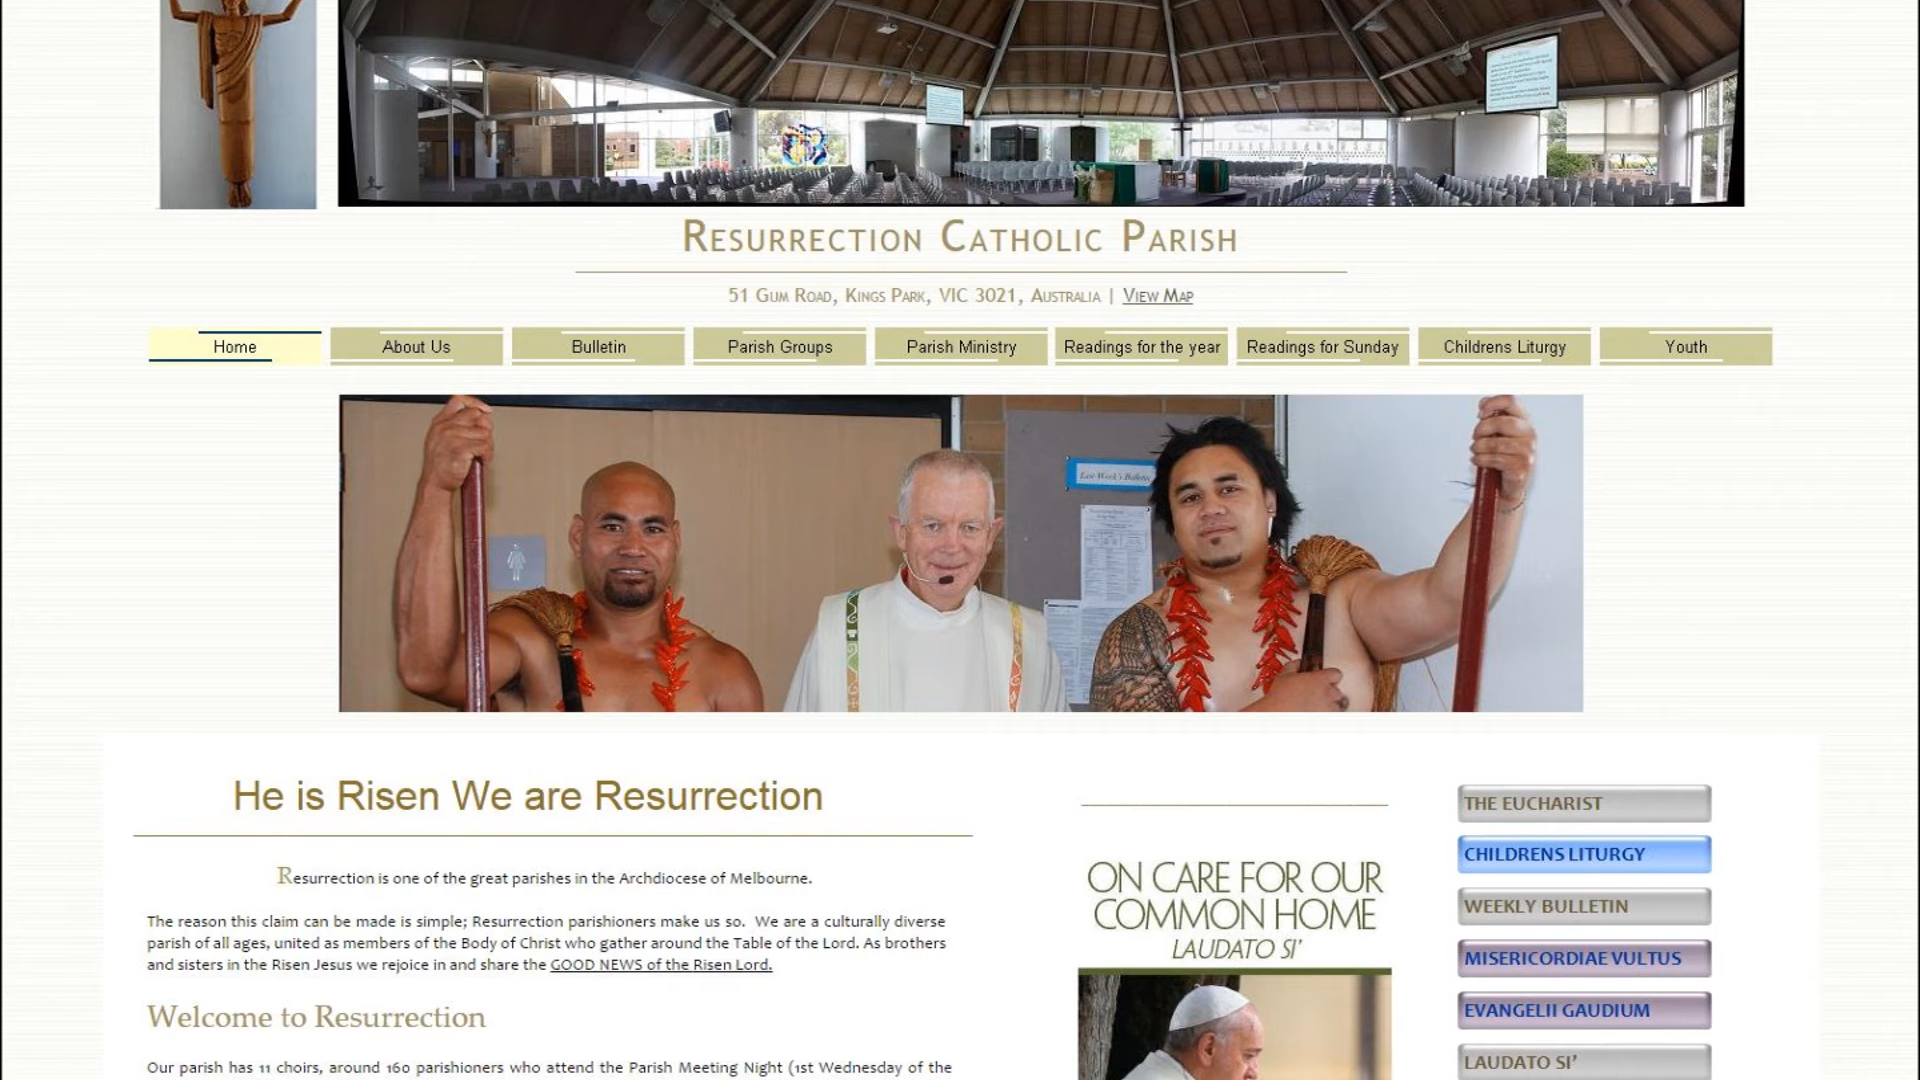 Resurrection Catholic Parish
51 Gum Road, Kings Park, VIC 3021, Australia | View Map
Home
About Us
Bulletin
Parish Groups
Parish Ministry
Readings for the year
Readings for Sunday
Childrens Liturgy
Youth
Last Week's Bulletin
He is Risen We are Resurrection
Resurrection is one of the great parishes in the Archdiocese of Melbourne.
The reason this claim can be made is simple; Resurrection parishioners make us so. We are a culturally diverse
parish of all ages, united as members of the Body of Christ who gather around the Table of the Lord. As brothers
and sisters in the Risen Jesus we rejoice in and share the GOOD NEWS of the Risen Lord.
Welcome to Resurrection
Our parish has 11 choirs, around 160 parishioners who attend the Parish Meeting Night (1st Wednesday of the
ON CARE FOR OUR
COMMON HOME
LAUDATO SI'
THE EUCHARIST
CHILDRENS LITURGY
WEEKLY BULLETIN
MISERICORDIAE VULTUS
EVANGELII GAUDIUM
LAUDATO SI’